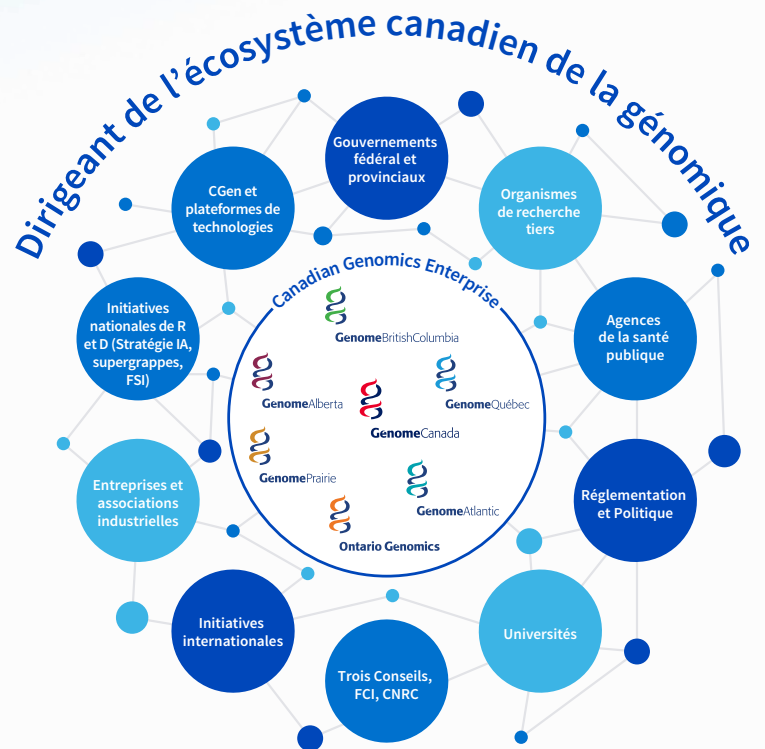 Dirigeant de l’écosystème canadien de la génomique
Gouvernements
fédéral et
provinciaux
Organismes
de recherche
tiers
Agences
de la santé
publique
Réglementation
et Politique
Universités
Trois Conseils,
FCI, CNRC
Initiatives
internationales
Entreprises et
associations
industrielles
Initiatives
nationales de R
et D (Stratégie IA,
supergrappes,
FSI)
CGen et
plateformes de
technologies
Canadian Genomics Enterprise
GenomeBritishColumbia
GenomeAlberta
GenomeQuébec
GenomeCanada
GenomePrairie
GenomeAtlantic
Ontario Genomics